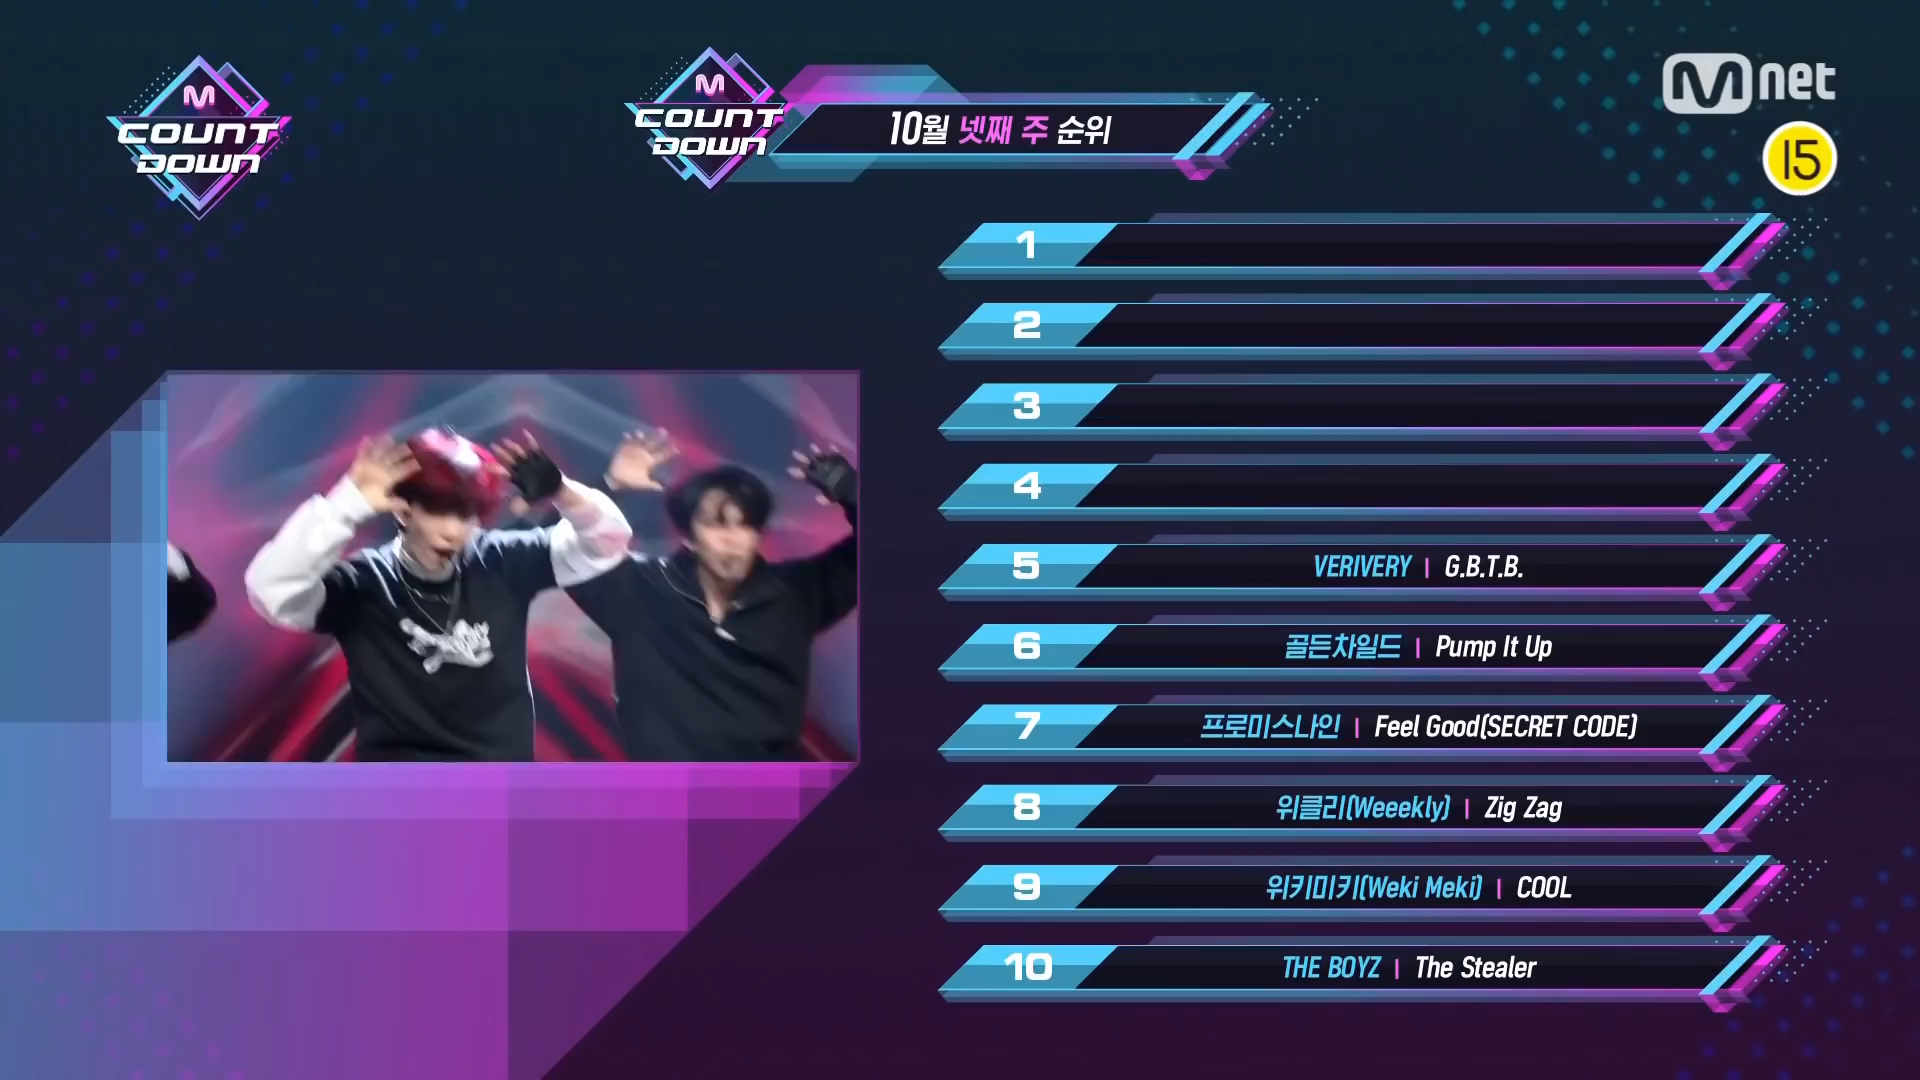 M
COUNT
DOWN
M
COUNT
DOWN
10월 넷째 주 순위
Mnet
15
1
2
3
4
5 VERIVERY | G.B.T.B.
6 골든차일드 | Pump It Up
7 프로미스나인 | Feel Good(SECRET CODE)
8 위클리(Weeekly) | Zig Zag
9 위키미키(Weki Meki) | COOL
10 THE BOYZ | The Stealer